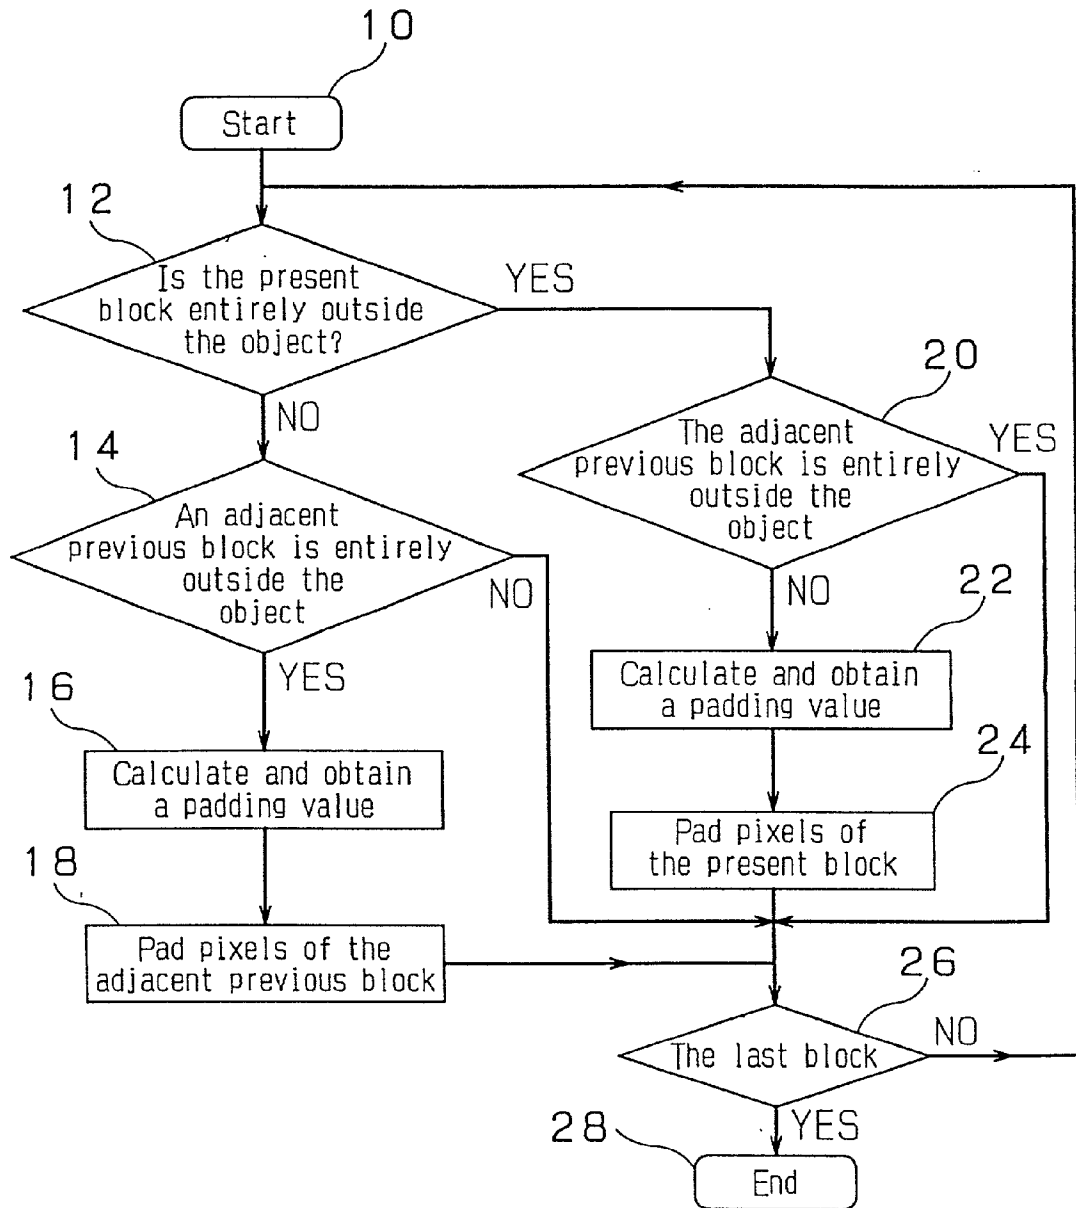 10
Start
12
Is the present
block entirely outside
the object?
YES
NO
20
The adjacent
previous block is entirely
outside the
object
YES
14
An adjacent
previous block is entirely
outside the
object
NO
YES
NO
22
Calculate and obtain
a padding value
16
Calculate and obtain
a padding value
24
Pad pixels of
the present block
18
Pad pixels of the
adjacent previous block
26
The last block
NO
YES
28
End